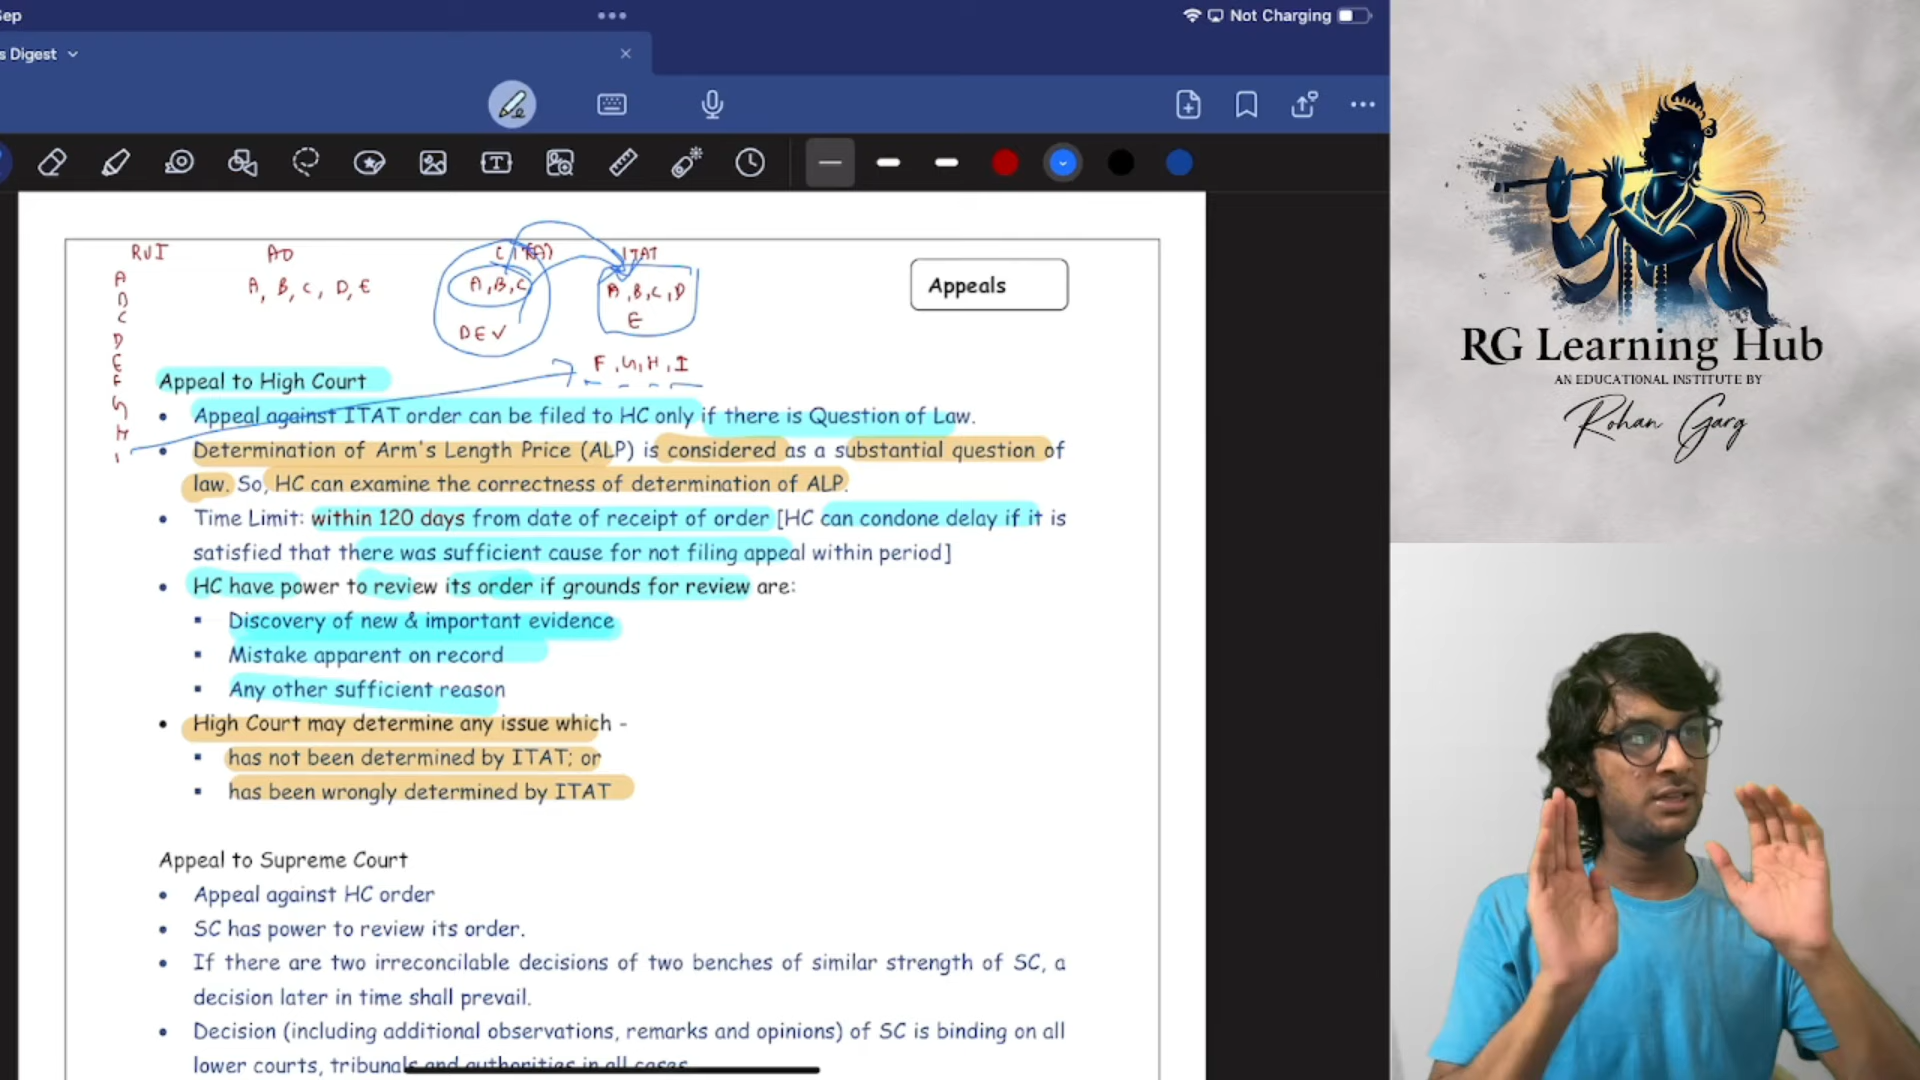 Sep
Not Charging
s Digest
RVI AO C IT(A) ITAT
A A, B, C, D, E A, B, C A, B, C, D
B E
C D E ✓
D
E F, G, H, I
F
G
H
I
Appeals
Appeal to High Court
• Appeal against ITAT order can be filed to HC only if there is Question of Law.
• Determination of Arm's Length Price (ALP) is considered as a substantial question of
law. So, HC can examine the correctness of determination of ALP.
• Time Limit: within 120 days from date of receipt of order [HC can condone delay if it is
satisfied that there was sufficient cause for not filing appeal within period]
• HC have power to review its order if grounds for review are:
▪ Discovery of new & important evidence
▪ Mistake apparent on record
▪ Any other sufficient reason
• High Court may determine any issue which -
▪ has not been determined by ITAT; or
▪ has been wrongly determined by ITAT
Appeal to Supreme Court
• Appeal against HC order
• SC has power to review its order.
• If there are two irreconcilable decisions of two benches of similar strength of SC, a
decision later in time shall prevail.
• Decision (including additional observations, remarks and opinions) of SC is binding on all
lower courts, tribunals and authorities in all cases.
RG Learning Hub
AN EDUCATIONAL INSTITUTE BY
Rohan Garg